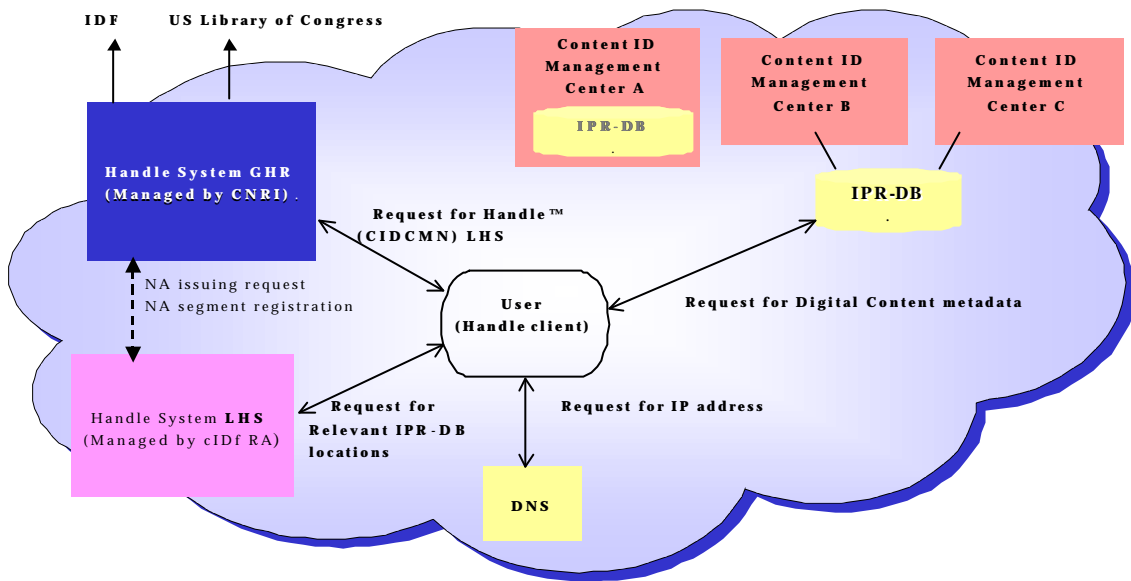 IDF
US Library of Congress
Content ID
Management
Center A
IPR-DB
.
Content ID
Management
Center B
Content ID
Management
Center C
Handle System GHR
(Managed by CNRI) .
IPR-DB
.
Request for Handle™
(CIDCMN) LHS
NA issuing request
NA segment registration
User
(Handle client)
Request for Digital Content metadata
Handle System LHS
(Managed by cIDf RA)
Request for
Relevant IPR-DB
locations
Request for IP address
DNS